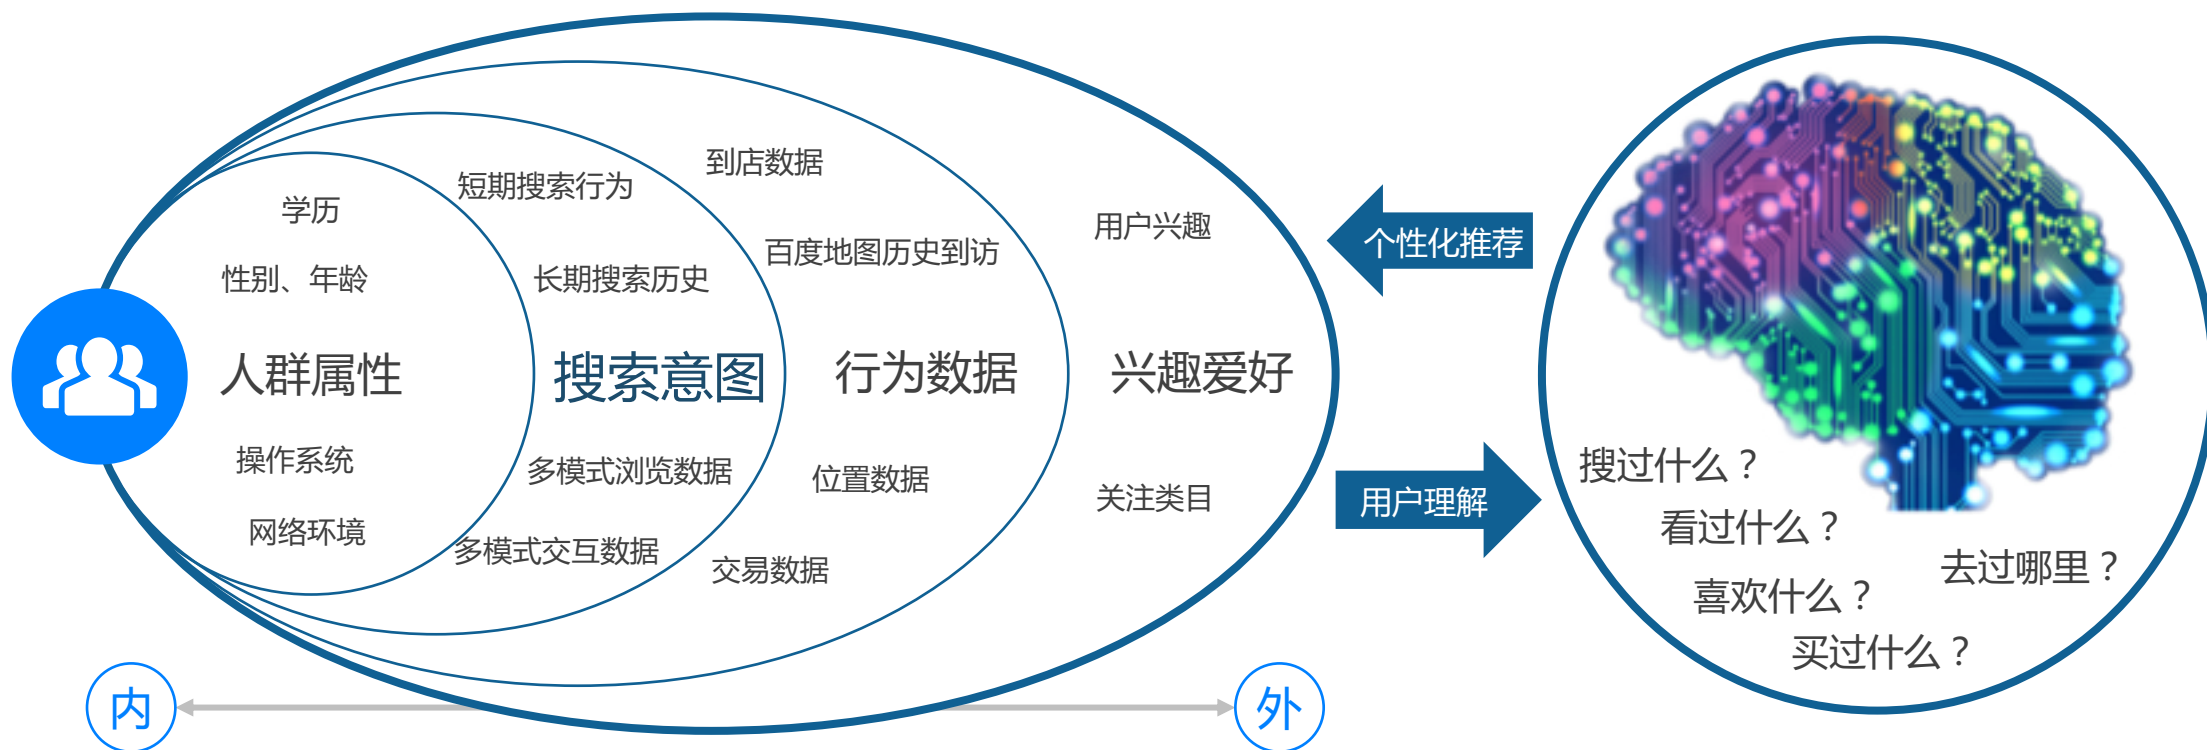 学历
性别、年龄
人群属性
操作系统
网络环境
短期搜索行为
长期搜索历史
搜索意图
多模式浏览数据
多模式交互数据
到店数据
百度地图历史到访
行为数据
位置数据
交易数据
用户兴趣
兴趣爱好
关注类目
个性化推荐
用户理解
搜过什么？
看过什么？
去过哪里？
喜欢什么？
买过什么？
内
外